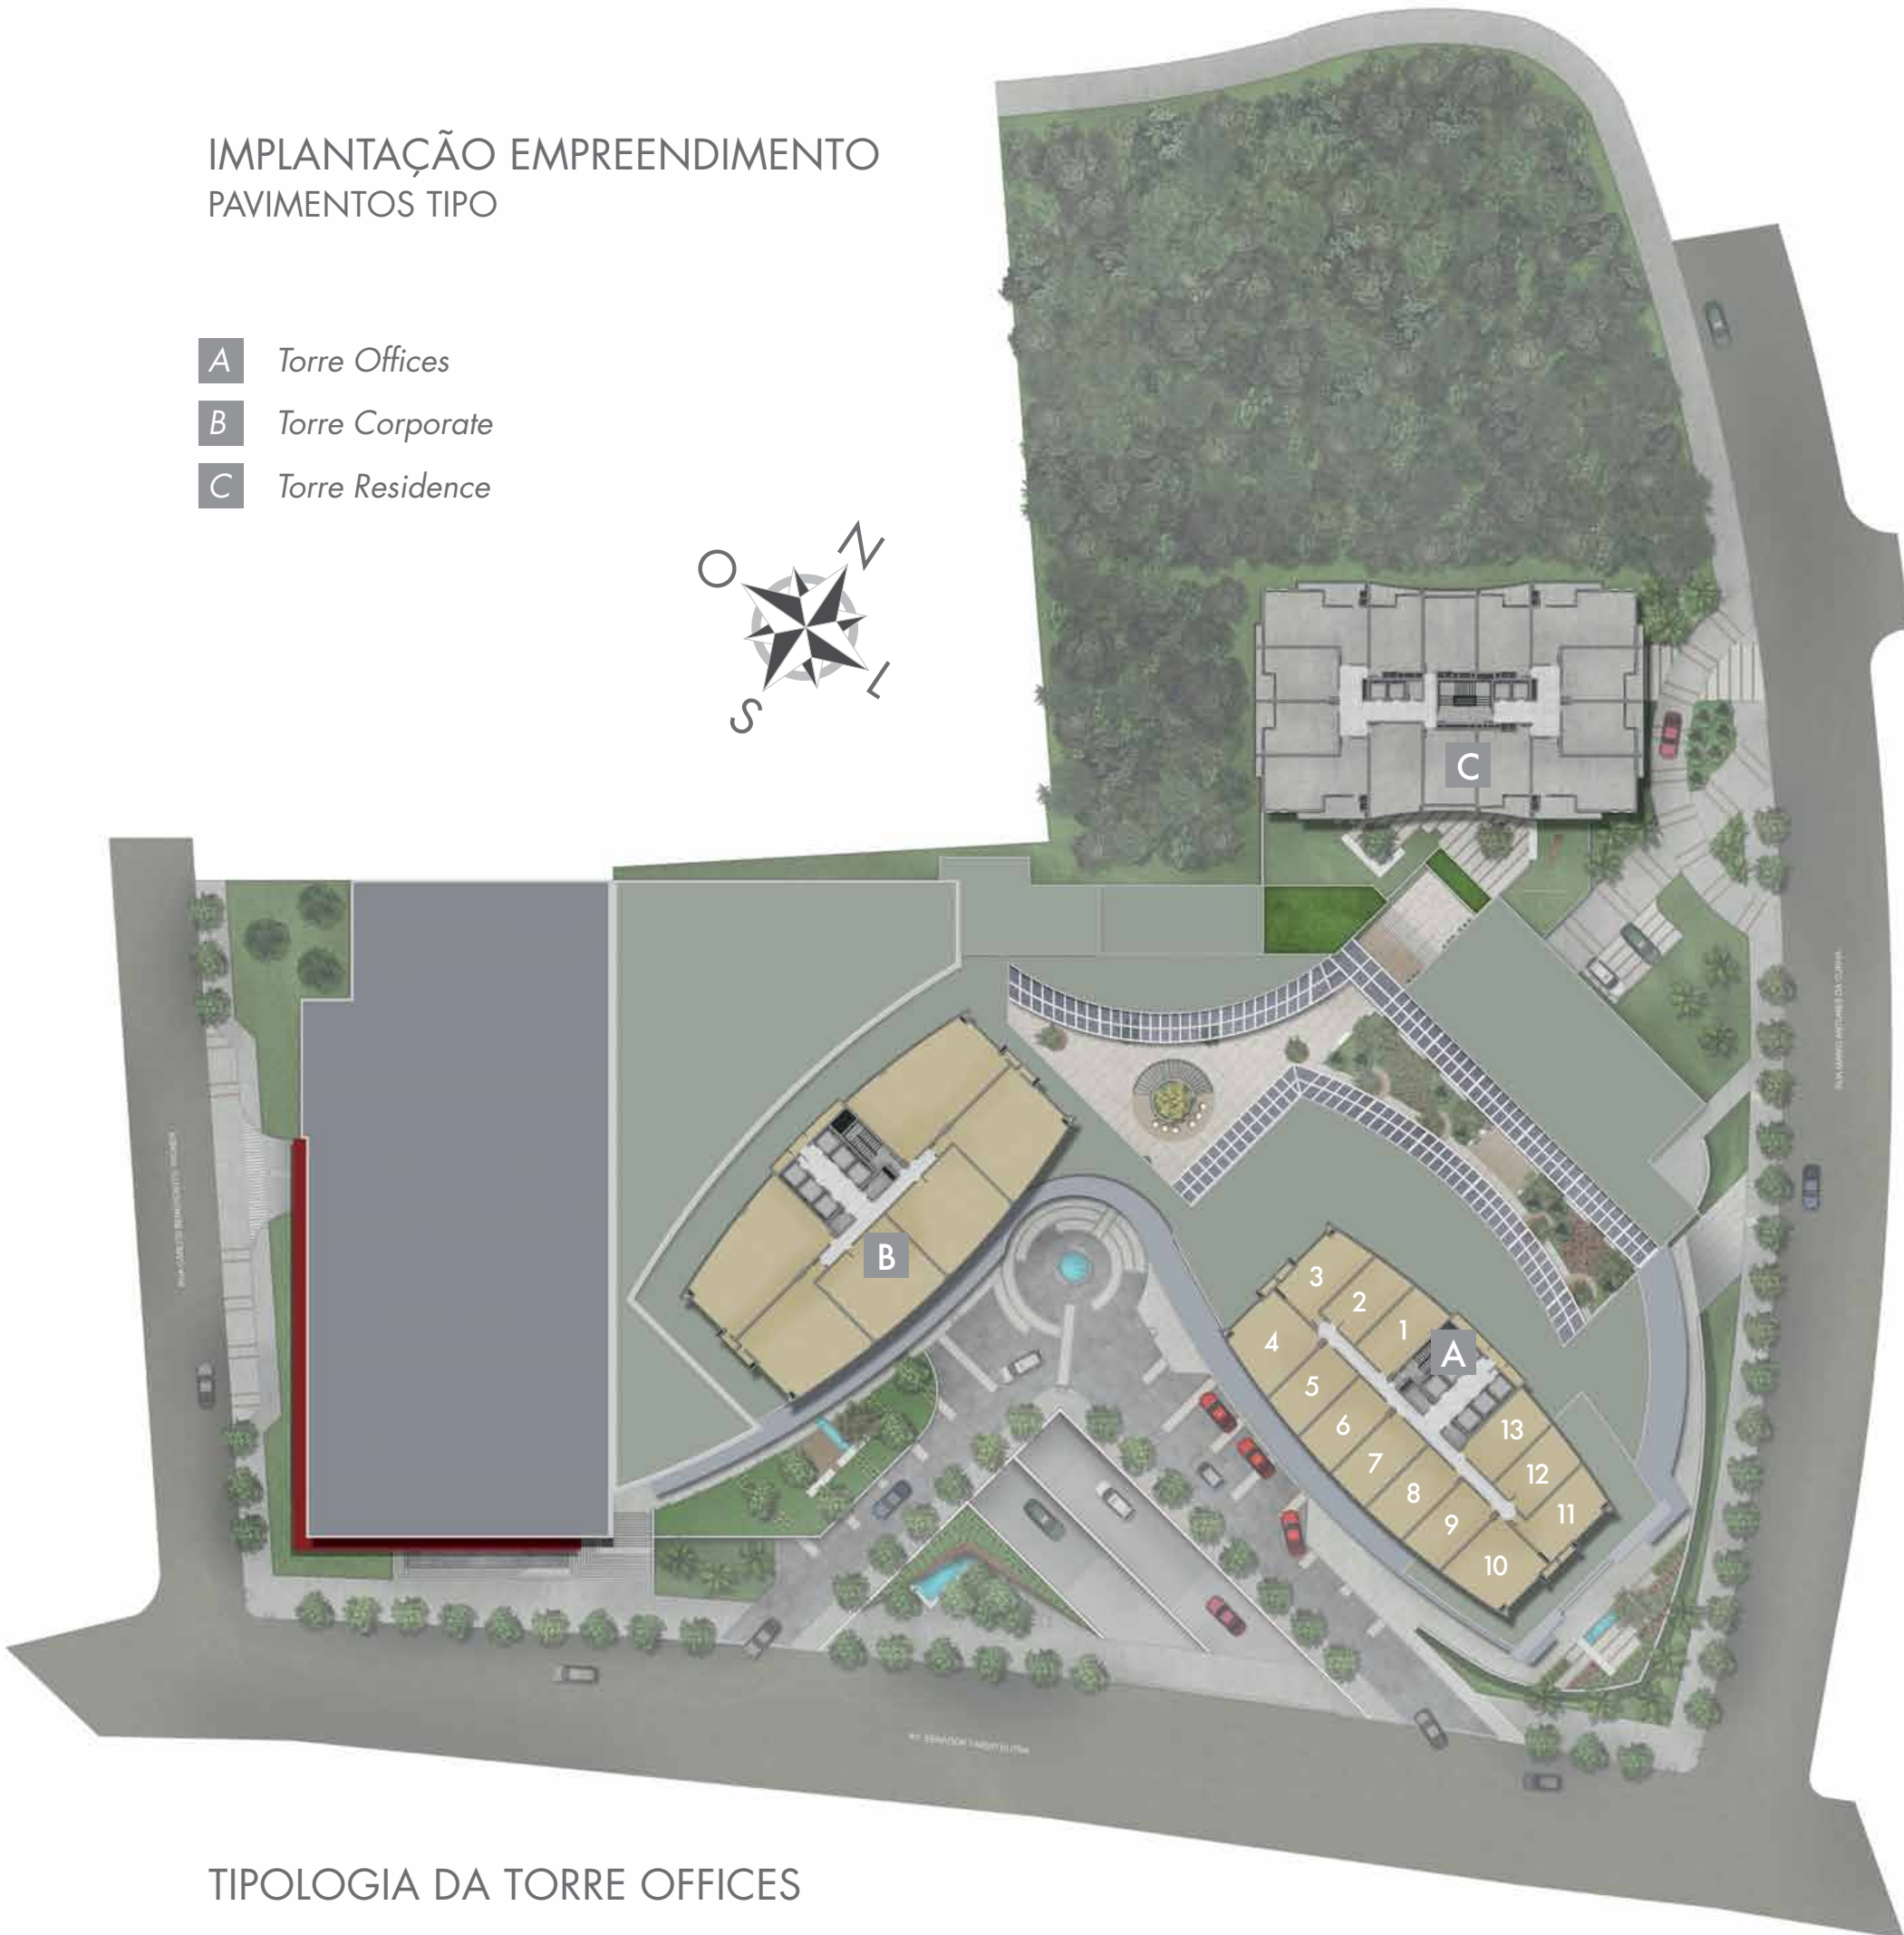 IMPLANTAÇÃO EMPREENDIMENTO
PAVIMENTOS TIPO
A Torre Offices
B Torre Corporate
C Torre Residence
O
N
S
L
C
B
3
2
1
A
4
5
6
7
8
9
10
13
12
11
TIPOLOGIA DA TORRE OFFICES